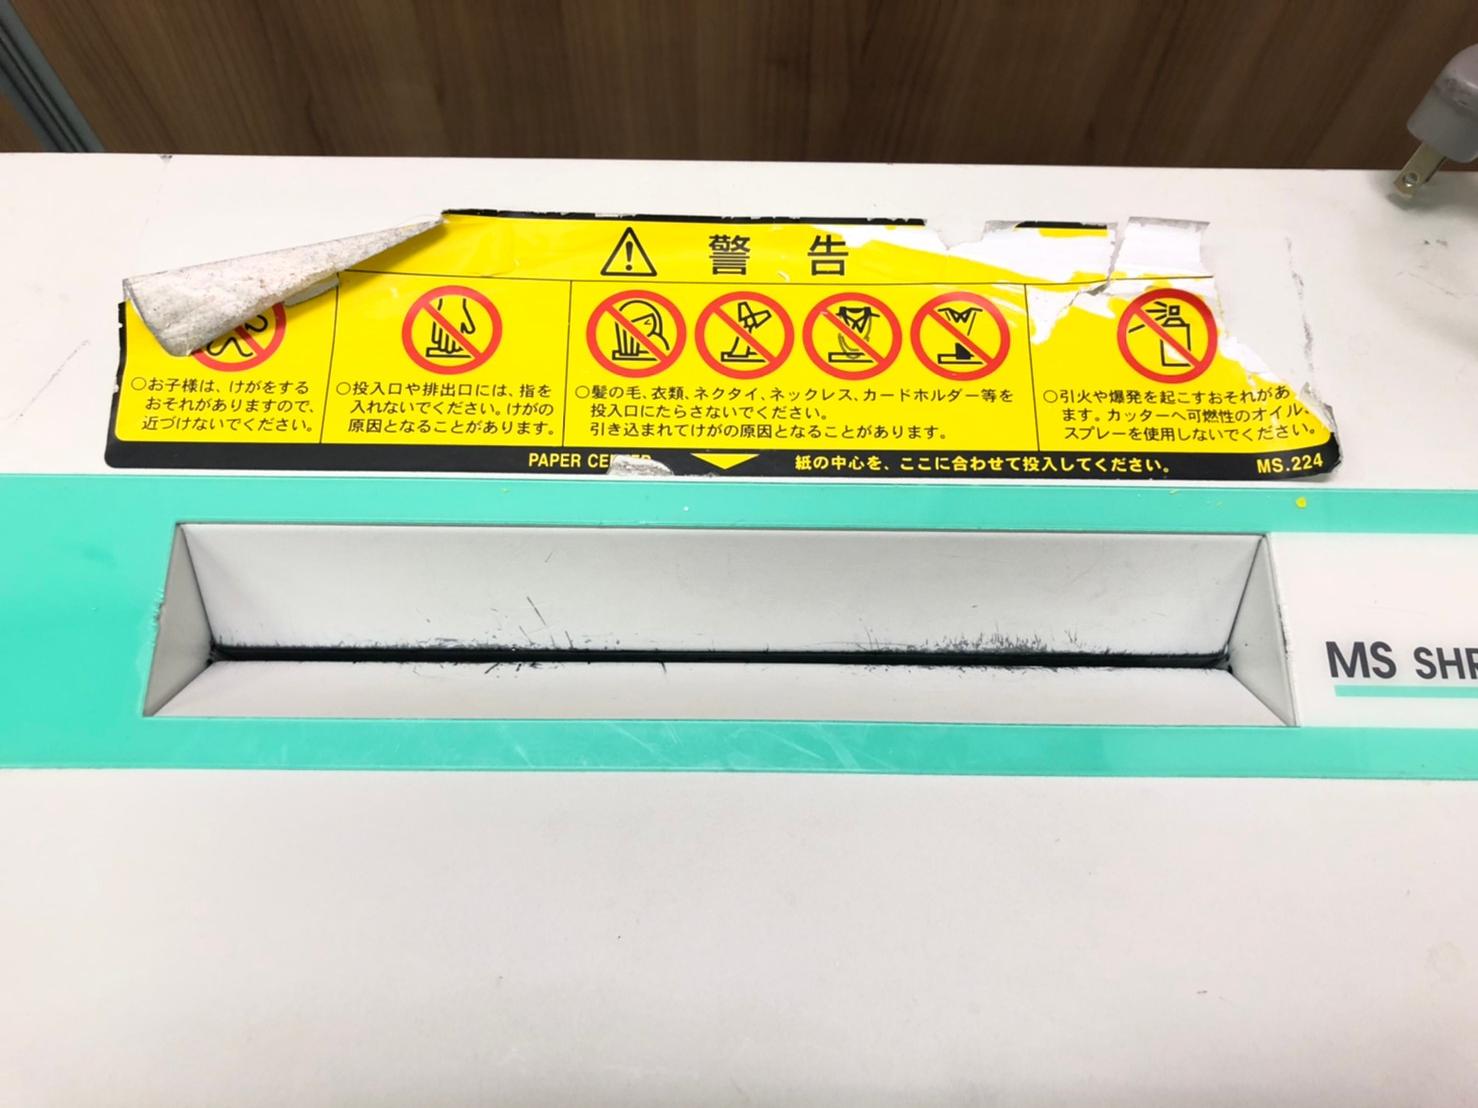 警告
○お子様は、けがをする
おそれがありますので、
近づけないでください。
○投入口や排出口には、指を
入れないでください。けがの
原因となることがあります。
○髪の毛、衣類、ネクタイ、ネックレス、カードホルダー等を
投入口にたらさないでください。
引き込まれてけがの原因となることがあります。
○引火や爆発を起こすおそれがあ
ます。カッターへ可燃性のオイル、
スプレーを使用しないでください。
PAPER
紙の中心を、ここに合わせて投入してください。
MS.224
MS